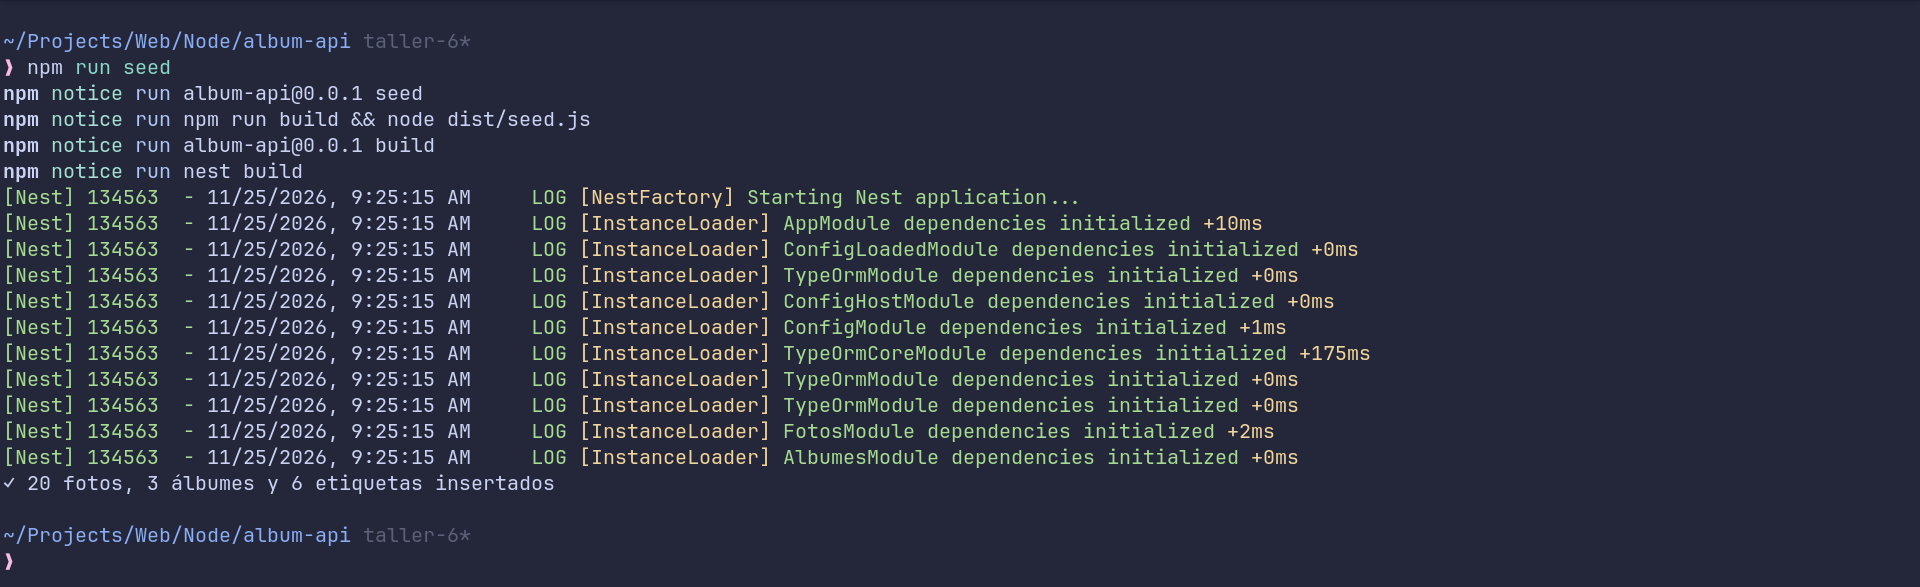 ~/Projects/Web/Node/album-api taller-6*
❱ npm run seed
npm notice run album-api@0.0.1 seed
npm notice run npm run build && node dist/seed.js
npm notice run album-api@0.0.1 build
npm notice run nest build
[Nest] 134563  - 11/25/2026, 9:25:15 AM     LOG [NestFactory] Starting Nest application...
[Nest] 134563  - 11/25/2026, 9:25:15 AM     LOG [InstanceLoader] AppModule dependencies initialized +10ms
[Nest] 134563  - 11/25/2026, 9:25:15 AM     LOG [InstanceLoader] ConfigLoadedModule dependencies initialized +0ms
[Nest] 134563  - 11/25/2026, 9:25:15 AM     LOG [InstanceLoader] TypeOrmModule dependencies initialized +0ms
[Nest] 134563  - 11/25/2026, 9:25:15 AM     LOG [InstanceLoader] ConfigHostModule dependencies initialized +0ms
[Nest] 134563  - 11/25/2026, 9:25:15 AM     LOG [InstanceLoader] ConfigModule dependencies initialized +1ms
[Nest] 134563  - 11/25/2026, 9:25:15 AM     LOG [InstanceLoader] TypeOrmCoreModule dependencies initialized +175ms
[Nest] 134563  - 11/25/2026, 9:25:15 AM     LOG [InstanceLoader] TypeOrmModule dependencies initialized +0ms
[Nest] 134563  - 11/25/2026, 9:25:15 AM     LOG [InstanceLoader] TypeOrmModule dependencies initialized +0ms
[Nest] 134563  - 11/25/2026, 9:25:15 AM     LOG [InstanceLoader] FotosModule dependencies initialized +2ms
[Nest] 134563  - 11/25/2026, 9:25:15 AM     LOG [InstanceLoader] AlbumesModule dependencies initialized +0ms
✓ 20 fotos, 3 álbumes y 6 etiquetas insertados
~/Projects/Web/Node/album-api taller-6*
❱